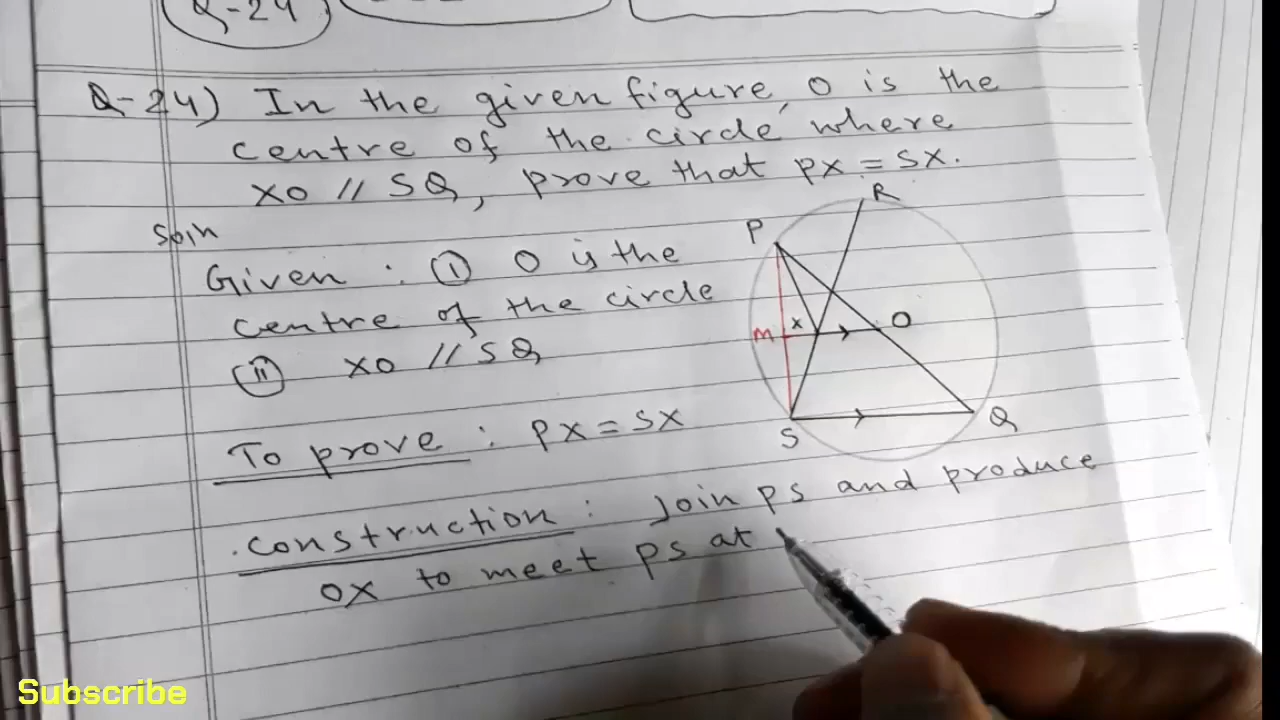 Q-24
Q-24) In the given figure, O is the
centre of the circle where
XO // SQ, prove that PX = SX.
Soln
Given : (i) O is the
centre of the circle
(ii) XO // SQ
To prove : PX = SX
Construction : Join PS and produce
OX to meet PS at
R
P
M
X
O
S
Q
Subscribe